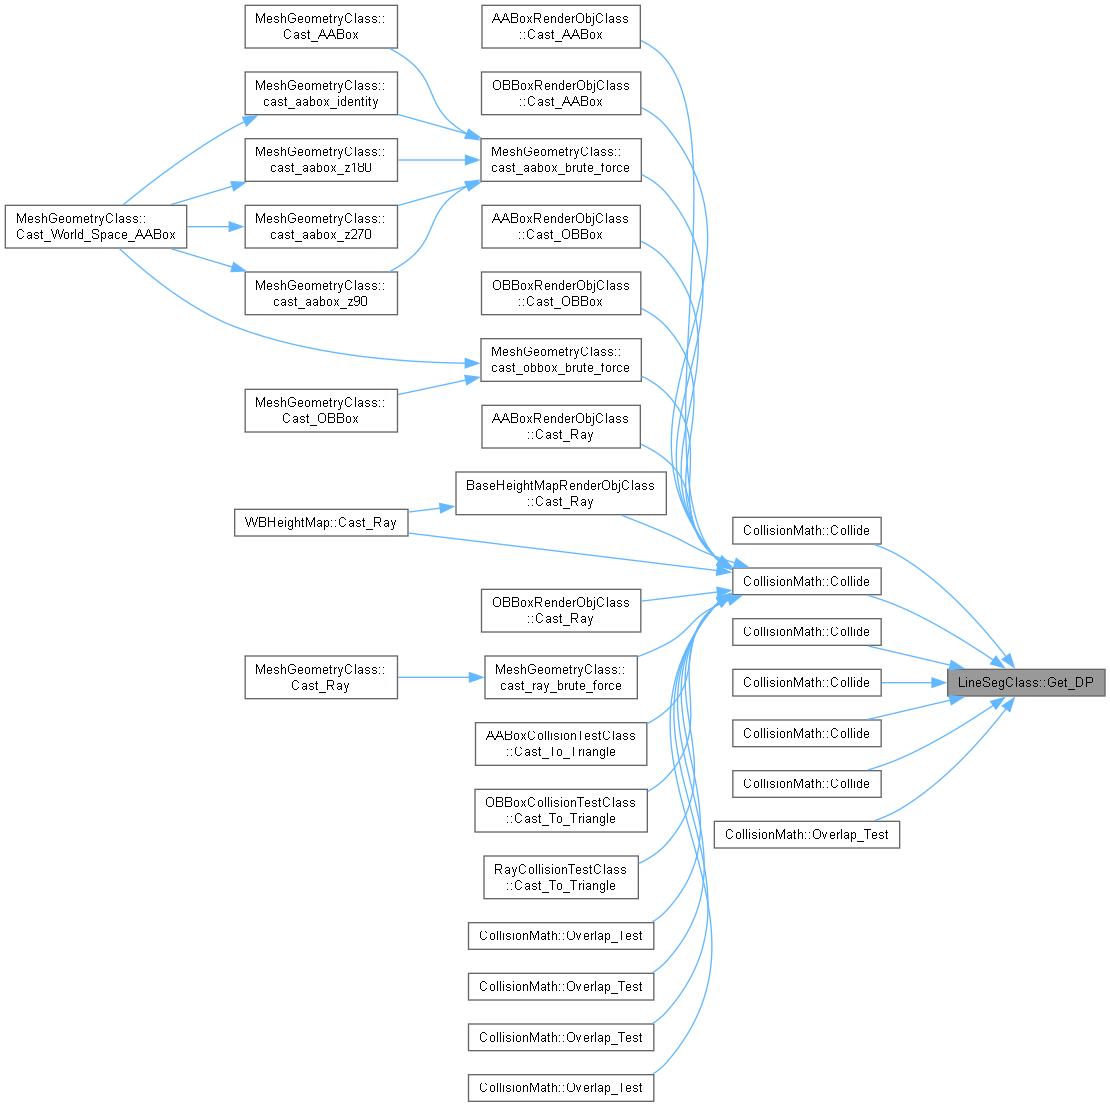 MeshGeometryClass::
Cast_AABox
MeshGeometryClass::
cast_aabox_identity
MeshGeometryClass::
cast_aabox_z180
MeshGeometryClass::
Cast_World_Space_AABox
MeshGeometryClass::
cast_aabox_z270
MeshGeometryClass::
cast_aabox_z90
MeshGeometryClass::
Cast_OBBox
WBHeightMap::Cast_Ray
MeshGeometryClass::
Cast_Ray
AABoxRenderObjClass
::Cast_AABox
OBBoxRenderObjClass
::Cast_AABox
MeshGeometryClass::
cast_aabox_brute_force
AABoxRenderObjClass
::Cast_OBBox
OBBoxRenderObjClass
::Cast_OBBox
MeshGeometryClass::
cast_obbox_brute_force
AABoxRenderObjClass
::Cast_Ray
BaseHeightMapRenderObjClass
::Cast_Ray
OBBoxRenderObjClass
::Cast_Ray
MeshGeometryClass::
cast_ray_brute_force
AABoxCollisionTestClass
::Cast_To_Triangle
OBBoxCollisionTestClass
::Cast_To_Triangle
RayCollisionTestClass
::Cast_To_Triangle
CollisionMath::Overlap_Test
CollisionMath::Overlap_Test
CollisionMath::Overlap_Test
CollisionMath::Overlap_Test
CollisionMath::Collide
CollisionMath::Collide
CollisionMath::Collide
CollisionMath::Collide
CollisionMath::Collide
CollisionMath::Collide
CollisionMath::Overlap_Test
LineSegClass::Get_DP